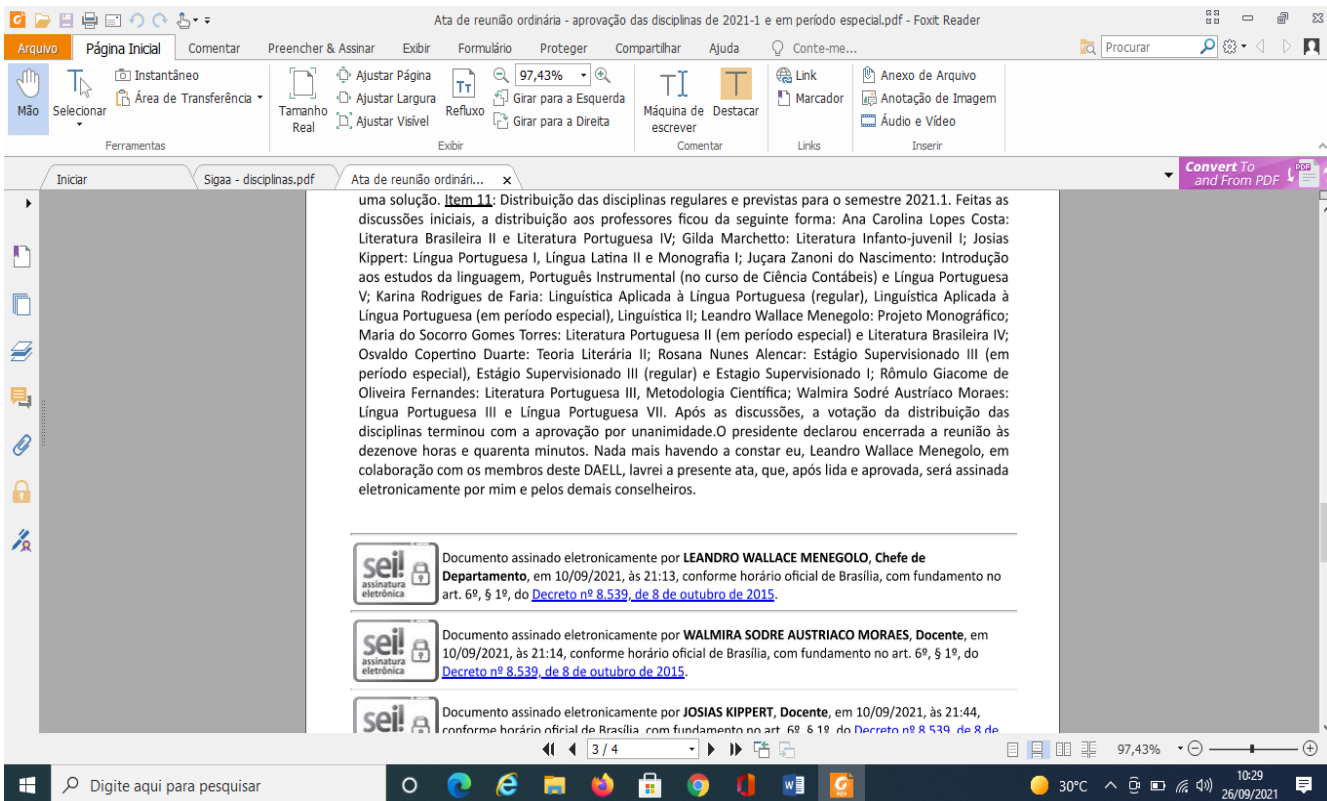 Ata de reunião ordinária - aprovação das disciplinas de 2021-1 e em período especial.pdf - Foxit Reader
Arquivo Página Inicial Comentar Preencher & Assinar Exibir Formulário Proteger Compartilhar Ajuda Conte-me... Procurar
Mão
Selecionar
Instantâneo
Área de Transferência
Ferramentas
Tamanho Real
Ajustar Página
Ajustar Largura
Ajustar Visível
Refluxo
97,43%
Girar para a Esquerda
Girar para a Direita
Exibir
Máquina de escrever
Destacar
Comentar
Link
Marcador
Links
Anexo de Arquivo
Anotação de Imagem
Áudio e Vídeo
Inserir
Iniciar Sigaa - disciplinas.pdf Ata de reunião ordinári... x
Convert To
and From PDF
PDF
uma solução. Item 11: Distribuição das disciplinas regulares e previstas para o semestre 2021.1. Feitas as
discussões iniciais, a distribuição aos professores ficou da seguinte forma: Ana Carolina Lopes Costa:
Literatura Brasileira II e Literatura Portuguesa IV; Gilda Marchetto: Literatura Infanto-juvenil I; Josias
Kippert: Língua Portuguesa I, Língua Latina II e Monografia I; Juçara Zanoni do Nascimento: Introdução
aos estudos da linguagem, Português Instrumental (no curso de Ciência Contábeis) e Língua Portuguesa
V; Karina Rodrigues de Faria: Linguística Aplicada à Língua Portuguesa (regular), Linguística Aplicada à
Língua Portuguesa (em período especial), Linguística II; Leandro Wallace Menegolo: Projeto Monográfico;
Maria do Socorro Gomes Torres: Literatura Portuguesa II (em período especial) e Literatura Brasileira IV;
Osvaldo Copertino Duarte: Teoria Literária II; Rosana Nunes Alencar: Estágio Supervisionado III (em
período especial), Estágio Supervisionado III (regular) e Estagio Supervisionado I; Rômulo Giacome de
Oliveira Fernandes: Literatura Portuguesa III, Metodologia Científica; Walmira Sodré Austríaco Moraes:
Língua Portuguesa III e Língua Portuguesa VII. Após as discussões, a votação da distribuição das
disciplinas terminou com a aprovação por unanimidade.O presidente declarou encerrada a reunião às
dezenove horas e quarenta minutos. Nada mais havendo a constar eu, Leandro Wallace Menegolo, em
colaboração com os membros deste DAELL, lavrei a presente ata, que, após lida e aprovada, será assinada
eletronicamente por mim e pelos demais conselheiros.
sei!
assinatura
eletrônica
Documento assinado eletronicamente por LEANDRO WALLACE MENEGOLO, Chefe de
Departamento, em 10/09/2021, às 21:13, conforme horário oficial de Brasília, com fundamento no
art. 6º, § 1º, do Decreto nº 8.539, de 8 de outubro de 2015.
sei!
assinatura
eletrônica
Documento assinado eletronicamente por WALMIRA SODRE AUSTRIACO MORAES, Docente, em
10/09/2021, às 21:14, conforme horário oficial de Brasília, com fundamento no art. 6º, § 1º, do
Decreto nº 8.539, de 8 de outubro de 2015.
sei!
Documento assinado eletronicamente por JOSIAS KIPPERT, Docente, em 10/09/2021, às 21:44,
conforme horário oficial de Brasília, com fundamento no art. 6º, § 1º, do Decreto nº 8.539, de 8 de
3 / 4
97,43%
Digite aqui para pesquisar
30°C
10:29
26/09/2021